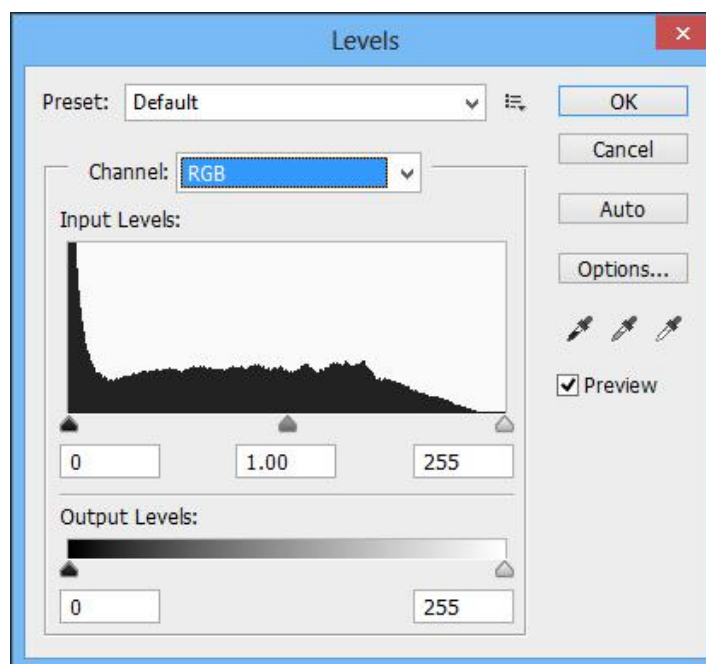 Levels
Preset: Default
OK
Cancel
Channel: RGB
Auto
Input Levels:
Options...
Preview
0 1.00 255
Output Levels:
0 255